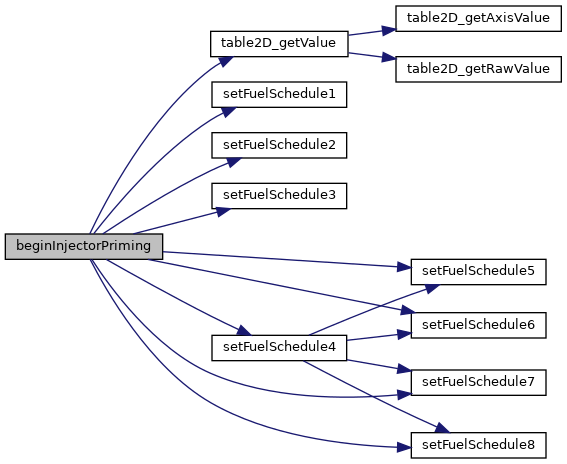 table2D_getAxisValue
table2D_getValue
table2D_getRawValue
setFuelSchedule1
setFuelSchedule2
setFuelSchedule3
beginInjectorPriming
setFuelSchedule5
setFuelSchedule6
setFuelSchedule4
setFuelSchedule7
setFuelSchedule8